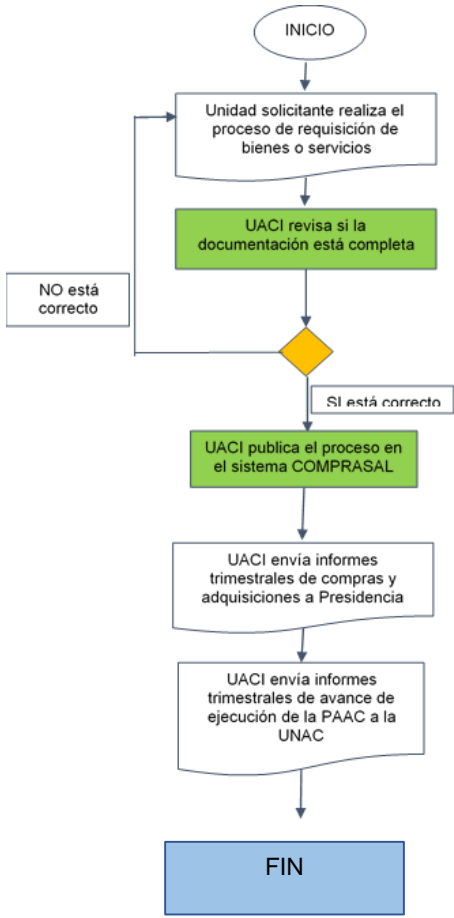 INICIO
Unidad solicitante realiza el
proceso de requisición de
bienes o servicios
UACI revisa si la
documentación está completa
NO está
correcto
SI está correcto
UACI publica el proceso en
el sistema COMPRASAL
UACI envía informes
trimestrales de compras y
adquisiciones a Presidencia
UACI envía informes
trimestrales de avance de
ejecución de la PAAC a la
UNAC
FIN